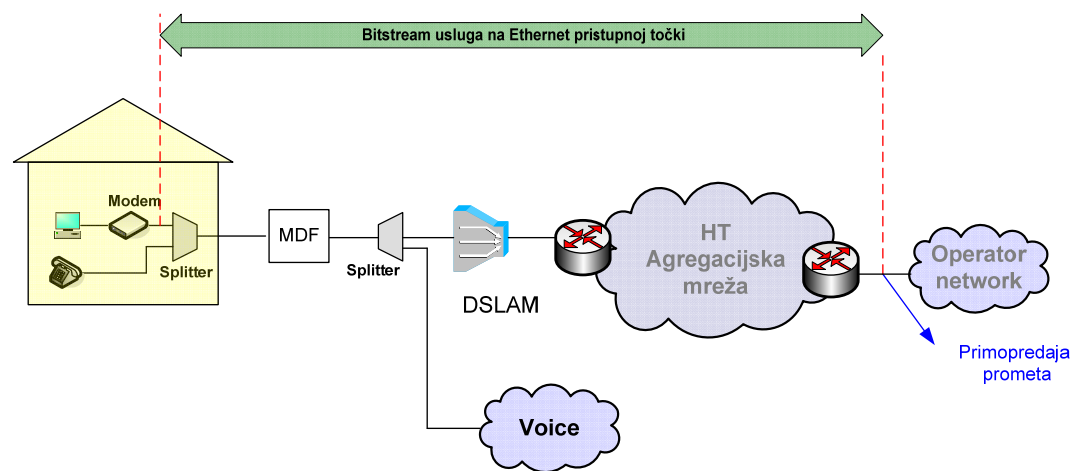 Bitstream usluga na Ethernet pristupnoj točki
Modem
Splitter
MDF
Splitter
DSLAM
HT
Agregacijska
mreža
Operator
network
Primopredaja
prometa
Voice